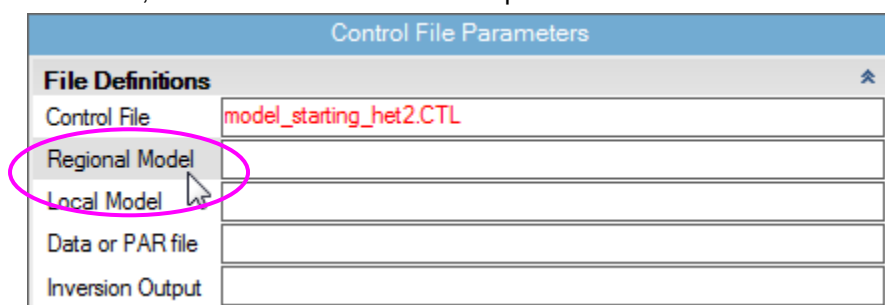 Control File Parameters
File Definitions
Control File model_starting_het2.CTL
Regional Model
Local Model
Data or PAR file
Inversion Output